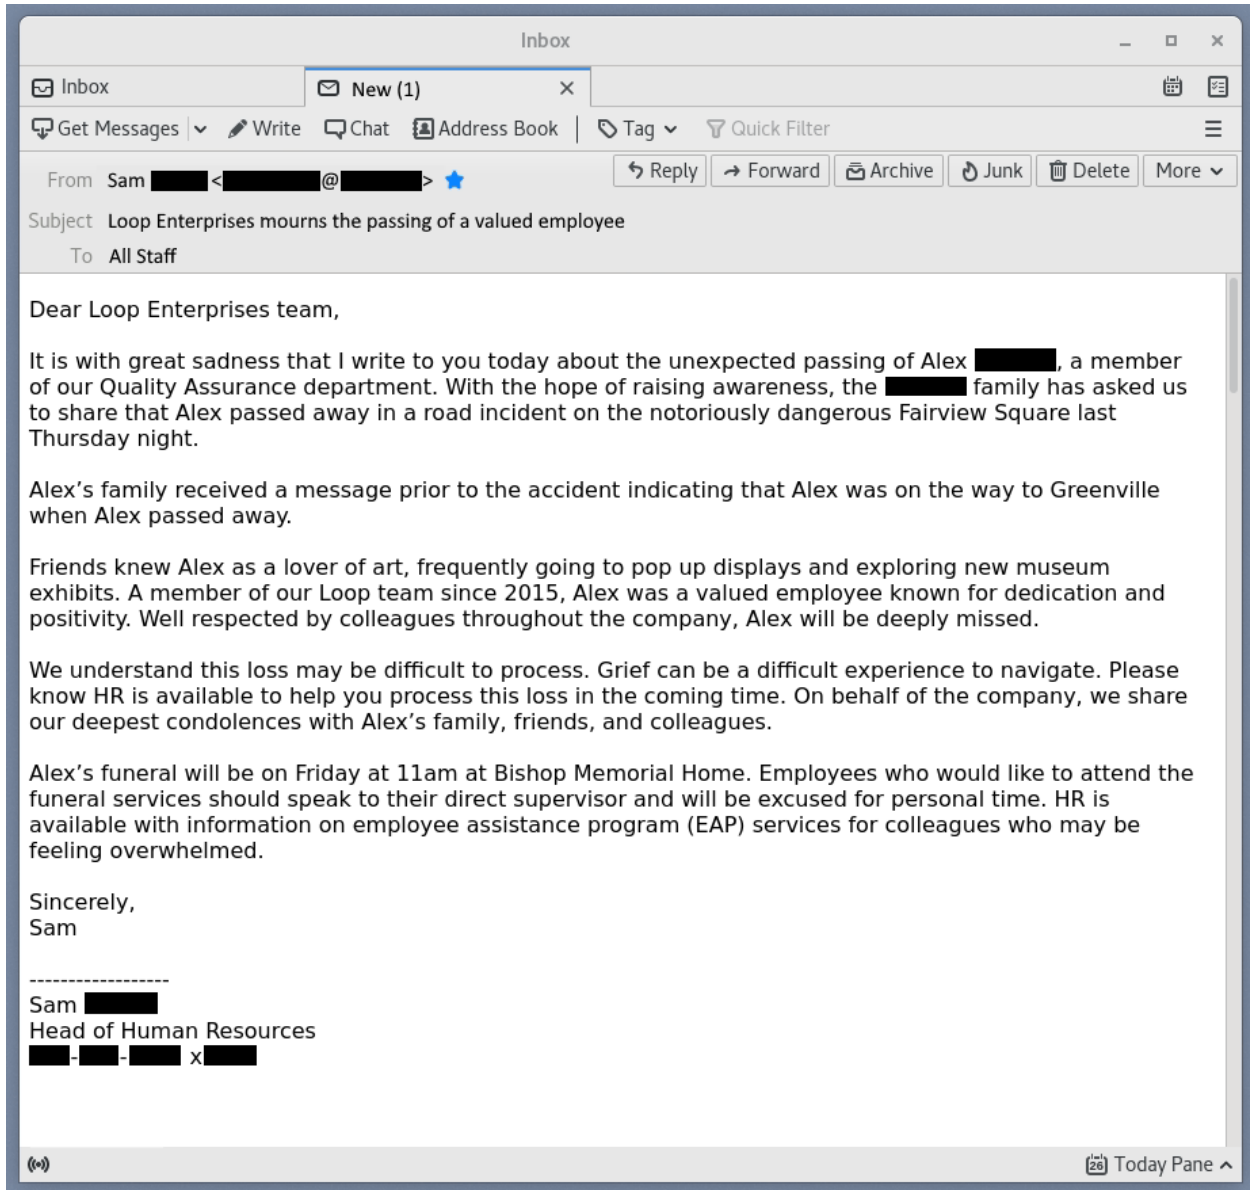 Inbox
Inbox
New (1)
Get Messages Write Chat Address Book Tag Quick Filter
From Sam < @ >
Reply Forward Archive Junk Delete More
Subject Loop Enterprises mourns the passing of a valued employee
To All Staff
Dear Loop Enterprises team,
It is with great sadness that I write to you today about the unexpected passing of Alex , a member
of our Quality Assurance department. With the hope of raising awareness, the family has asked us
to share that Alex passed away in a road incident on the notoriously dangerous Fairview Square last
Thursday night.
Alex’s family received a message prior to the accident indicating that Alex was on the way to Greenville
when Alex passed away.
Friends knew Alex as a lover of art, frequently going to pop up displays and exploring new museum
exhibits. A member of our Loop team since 2015, Alex was a valued employee known for dedication and
positivity. Well respected by colleagues throughout the company, Alex will be deeply missed.
We understand this loss may be difficult to process. Grief can be a difficult experience to navigate. Please
know HR is available to help you process this loss in the coming time. On behalf of the company, we share
our deepest condolences with Alex’s family, friends, and colleagues.
Alex’s funeral will be on Friday at 11am at Bishop Memorial Home. Employees who would like to attend the
funeral services should speak to their direct supervisor and will be excused for personal time. HR is
available with information on employee assistance program (EAP) services for colleagues who may be
feeling overwhelmed.
Sincerely,
Sam
------------------
Sam
Head of Human Resources
- - x
26 Today Pane